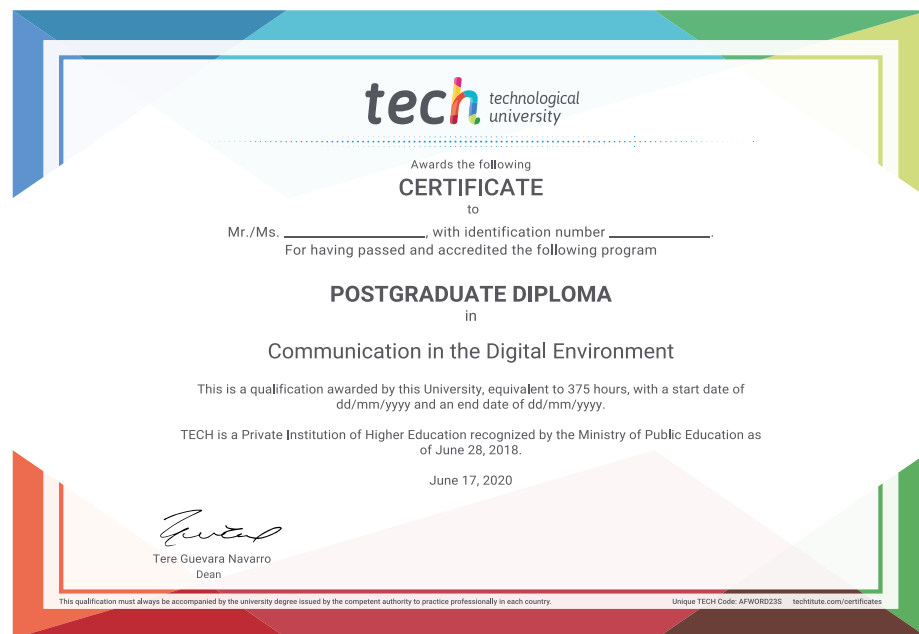 tech technological
university
Awards the following
CERTIFICATE
to
Mr./Ms. ____________________, with identification number ______________.
For having passed and accredited the following program
POSTGRADUATE DIPLOMA
in
Communication in the Digital Environment
This is a qualification awarded by this University, equivalent to 375 hours, with a start date of
dd/mm/yyyy and an end date of dd/mm/yyyy.
TECH is a Private Institution of Higher Education recognized by the Ministry of Public Education as
of June 28, 2018.
June 17, 2020
Tere Guevara Navarro
Dean
This qualification must always be accompanied by the university degree issued by the competent authority to practice professionally in each country. Unique TECH Code: AFWORD23S techtitute.com/certificates